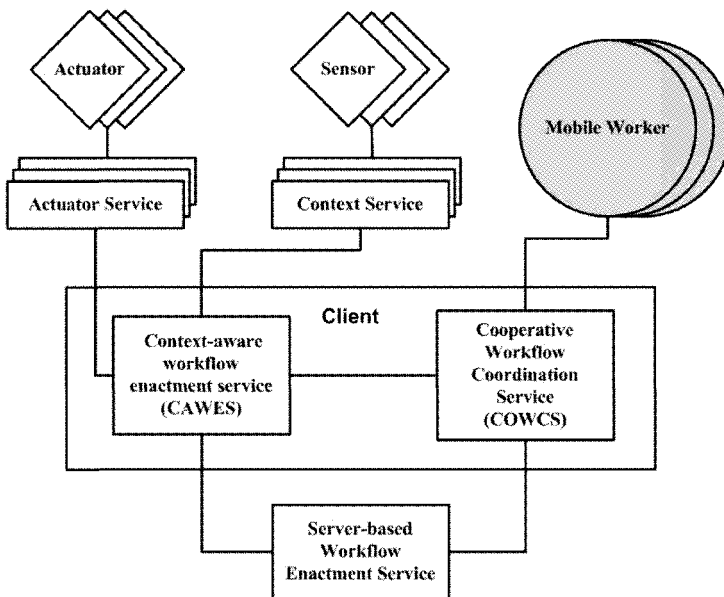 Actuator
Sensor
Mobile Worker
Actuator Service
Context Service
Client
Context-aware
workflow
enactment service
(CAWES)
Cooperative
Workflow
Coordination
Service
(COWCS)
Server-based
Workflow
Enactment Service